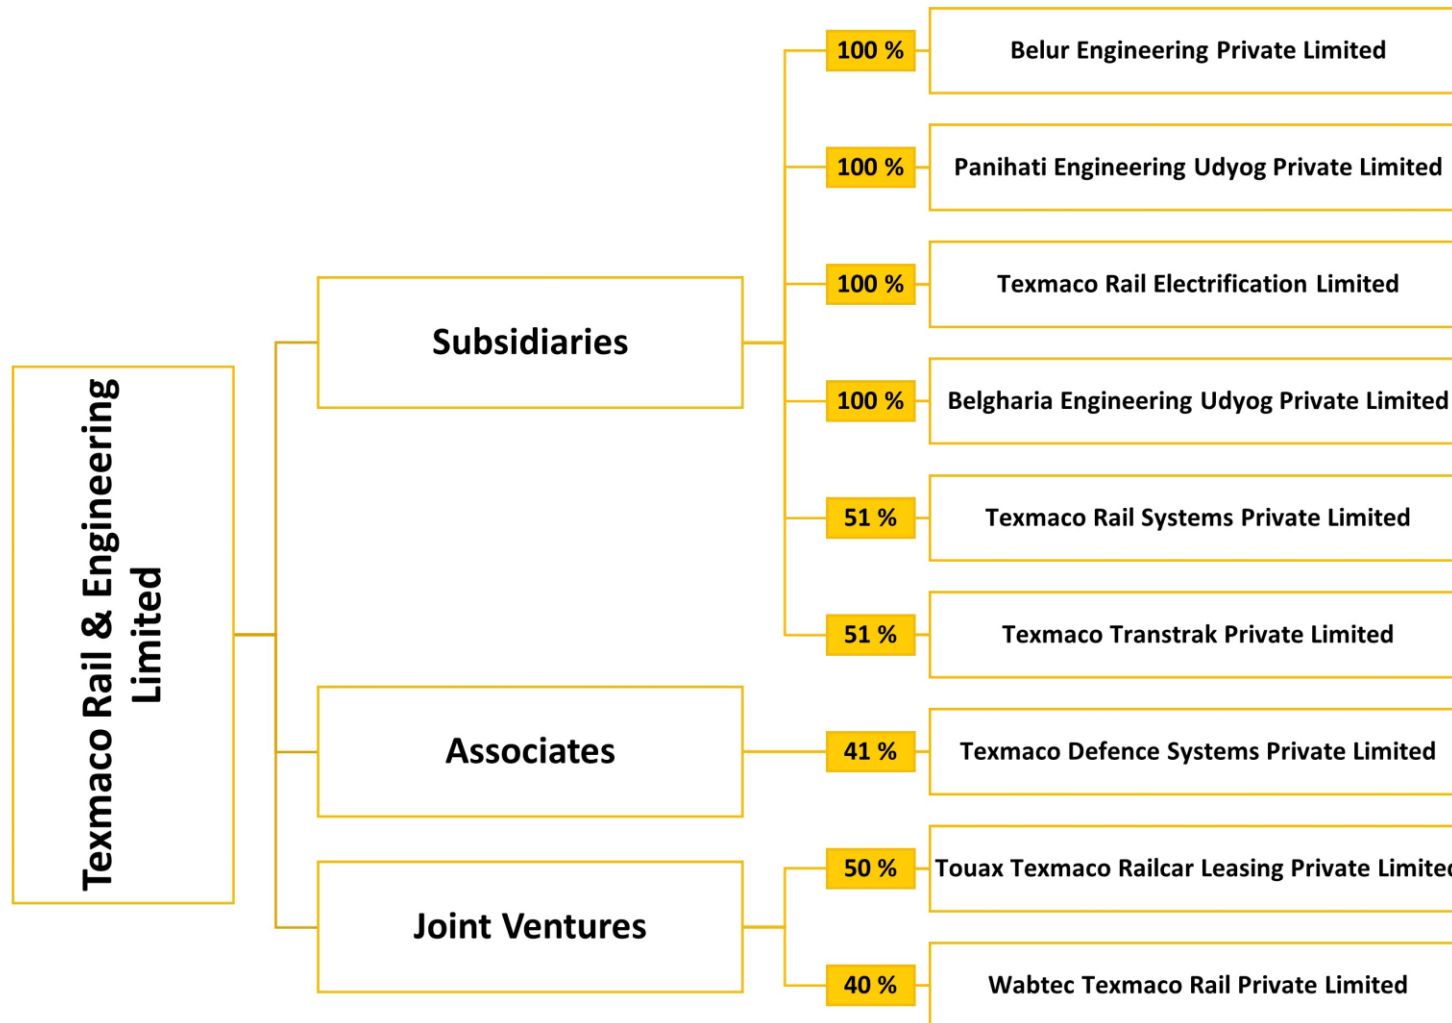 Texmaco Rail & Engineering
Limited
Subsidiaries
100 %
Belur Engineering Private Limited
100 %
Panihati Engineering Udyog Private Limited
100 %
Texmaco Rail Electrification Limited
100 %
Belgharia Engineering Udyog Private Limited
51 %
Texmaco Rail Systems Private Limited
51 %
Texmaco Transtrak Private Limited
Associates
41 %
Texmaco Defence Systems Private Limited
Joint Ventures
50 %
Touax Texmaco Railcar Leasing Private Limited
40 %
Wabtec Texmaco Rail Private Limited